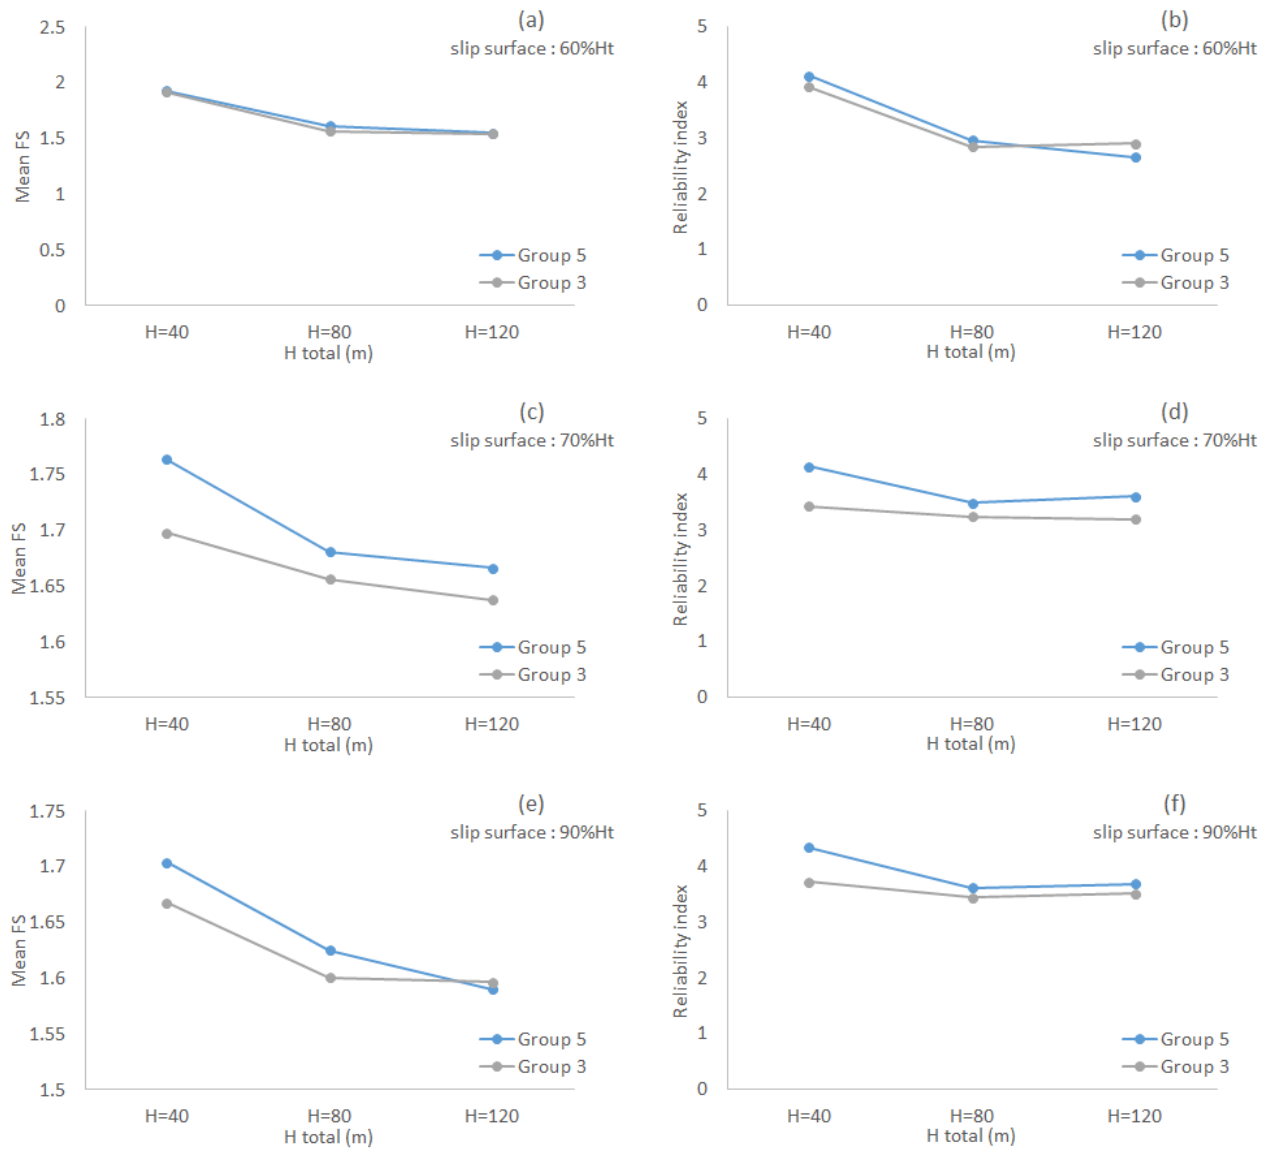 (a)
slip surface : 60%Ht
2.5
2
1.5
1
0.5
0
Mean FS
Group 5
Group 3
H=40
H=80
H=120
H total (m)
(b)
slip surface : 60%Ht
5
4
3
2
1
0
Reliability index
Group 5
Group 3
H=40
H=80
H=120
H total (m)
(c)
slip surface : 70%Ht
1.8
1.75
1.7
1.65
1.6
1.55
Mean FS
Group 5
Group 3
H=40
H=80
H=120
H total (m)
(d)
slip surface : 70%Ht
5
4
3
2
1
0
Reliability index
Group 5
Group 3
H=40
H=80
H=120
H total (m)
(e)
slip surface : 90%Ht
1.75
1.7
1.65
1.6
1.55
1.5
Mean FS
Group 5
Group 3
H=40
H=80
H=120
H total (m)
(f)
slip surface : 90%Ht
5
4
3
2
1
0
Reliability index
Group 5
Group 3
H=40
H=80
H=120
H total (m)